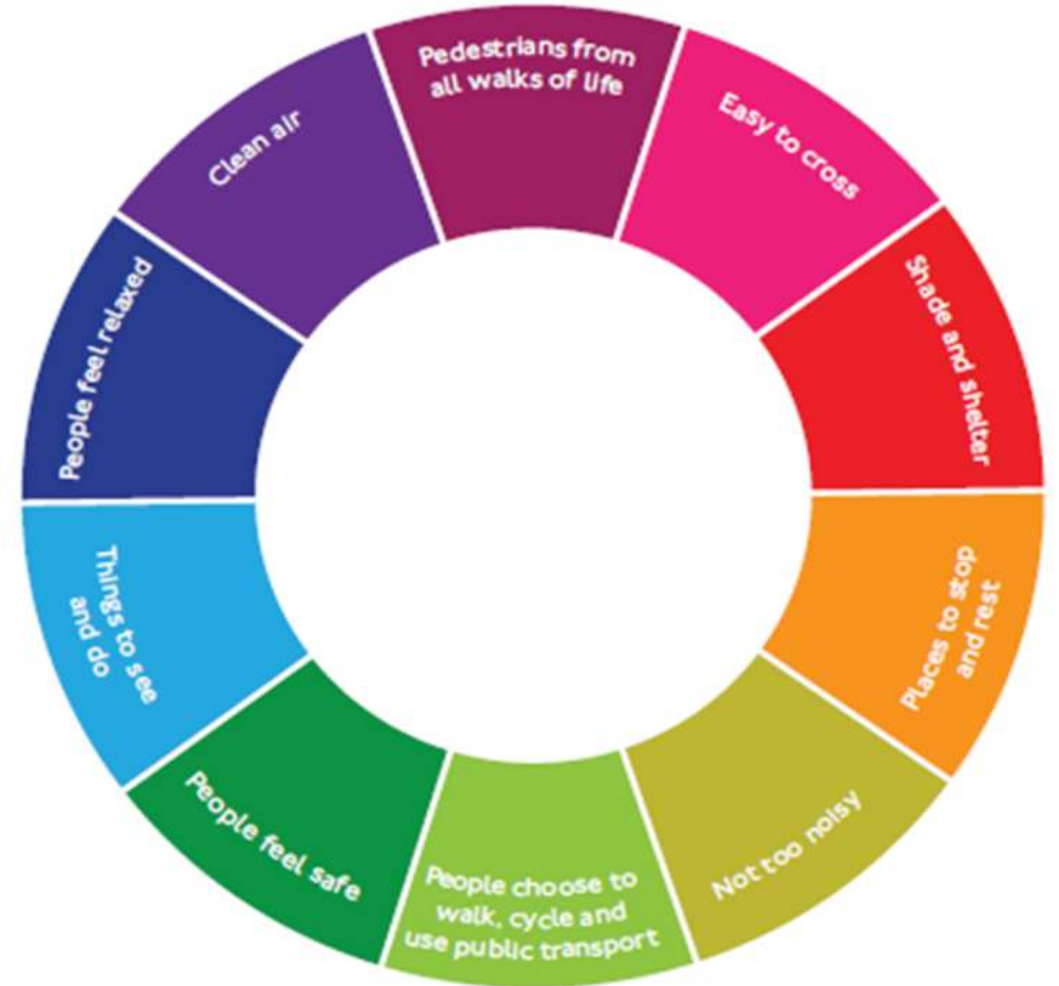 Pedestrians from
all walks of life
Easy to cross
Shade and shelter
Places to stop
and rest
Not too noisy
People choose to
walk, cycle and
use public transport
People feel safe
Things to see
and do
People feel relaxed
Clean air